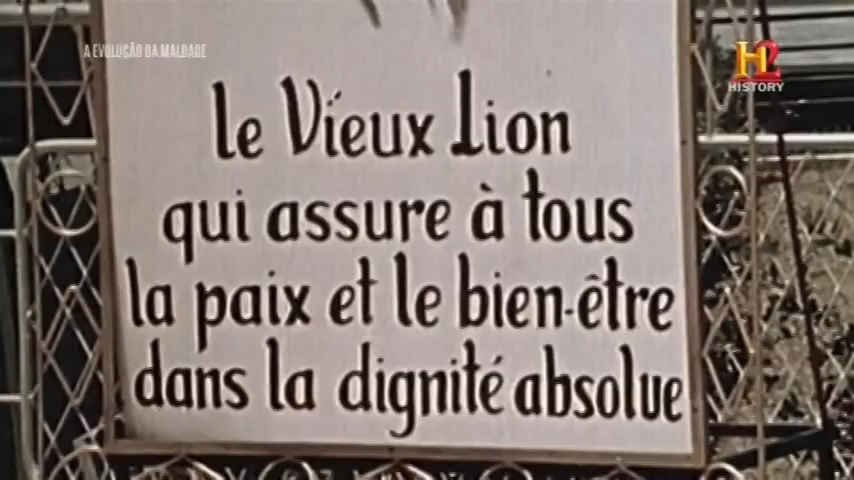 A EVOLUÇÃO DA MALDADE
H2
HISTORY
le Vieux Lion
qui assure à tous
la paix et le bien-être
dans la dignité absolue